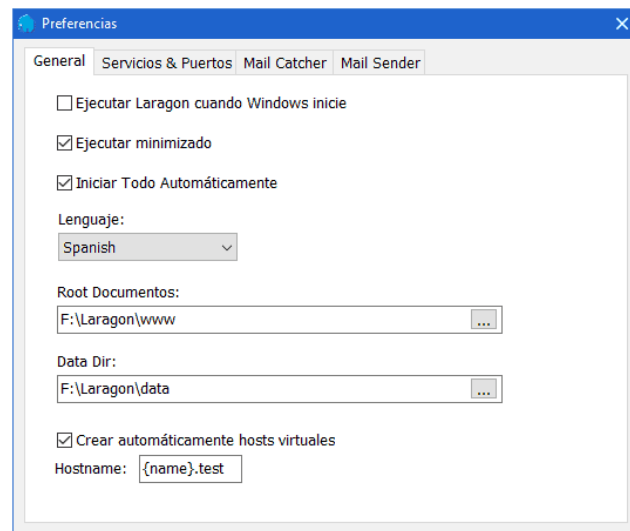 Preferencias
General Servicios & Puertos Mail Catcher Mail Sender
Ejecutar Laragon cuando Windows inicie
Ejecutar minimizado
Iniciar Todo Automáticamente
Lenguaje:
Spanish
Root Documentos:
F:\Laragon\www
...
Data Dir:
F:\Laragon\data
...
Crear automáticamente hosts virtuales
Hostname: {name}.test